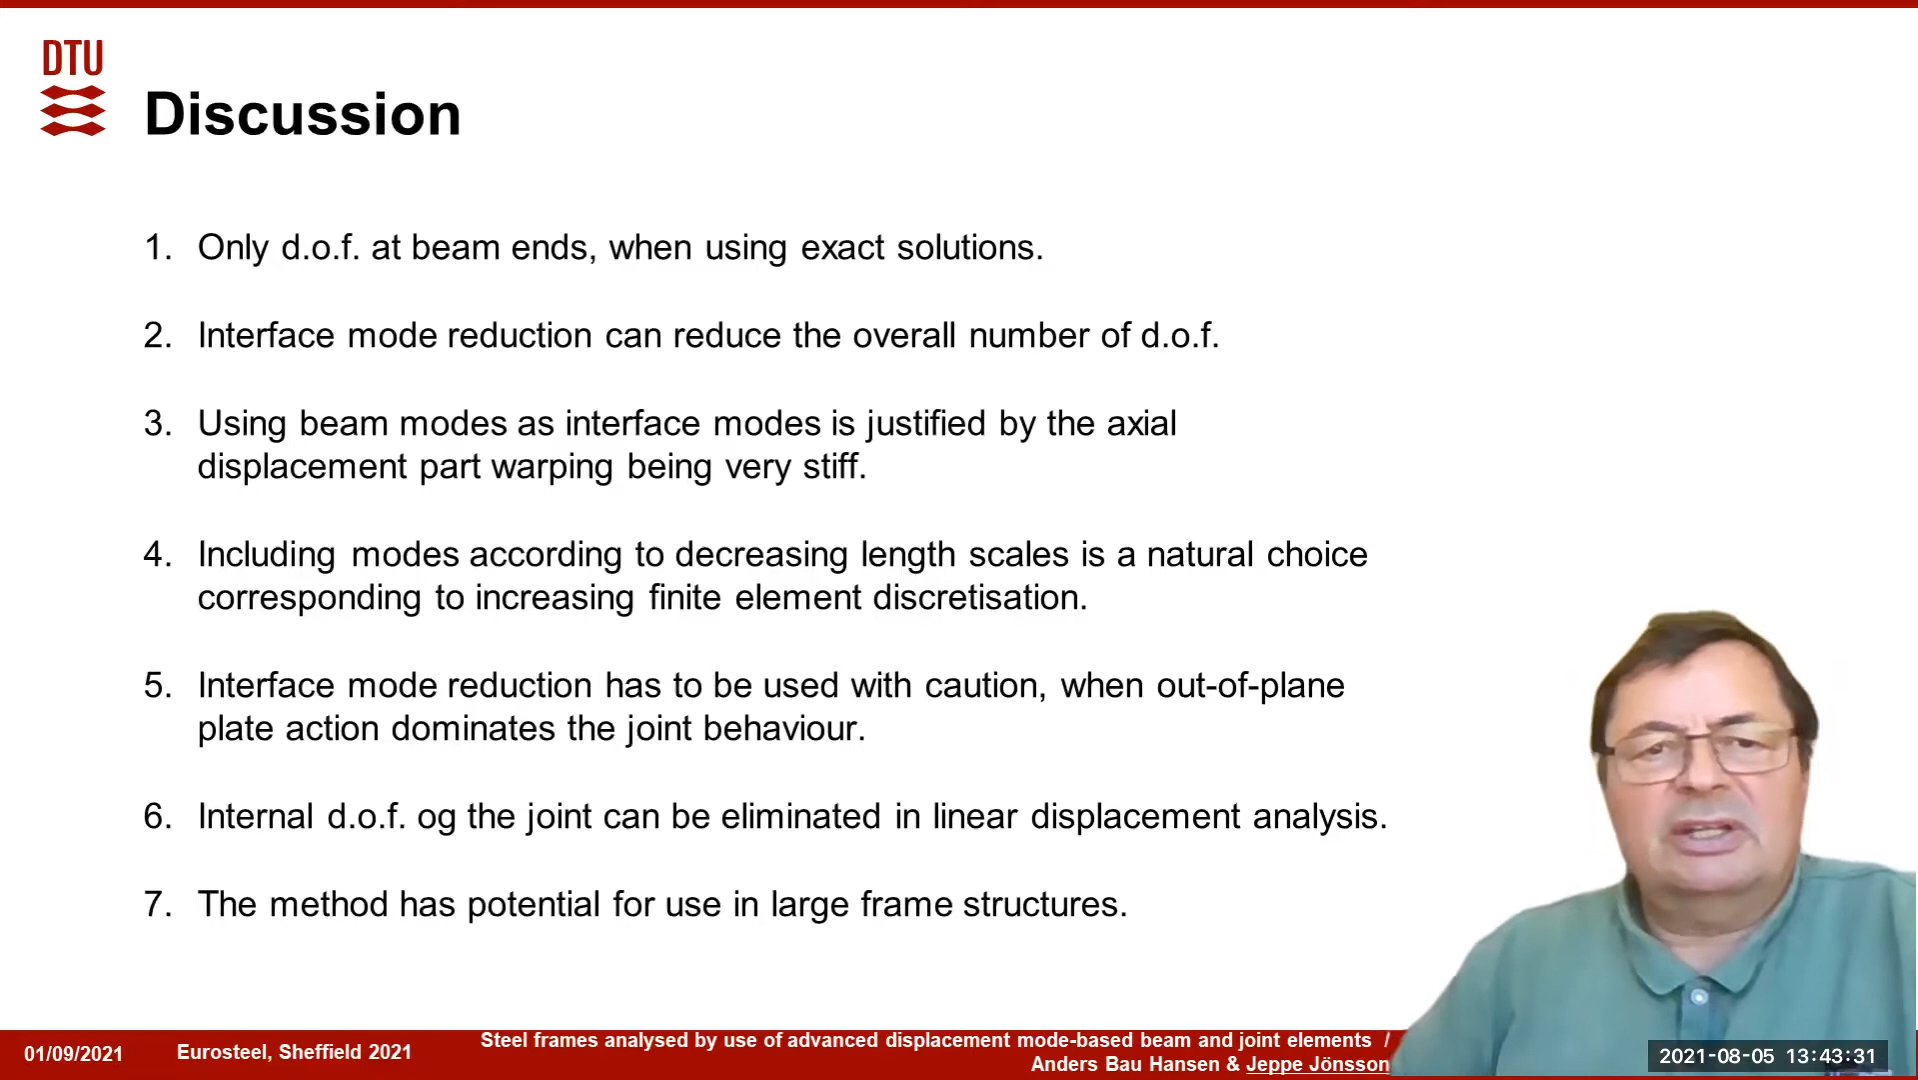 DTU
Discussion
1. Only d.o.f. at beam ends, when using exact solutions.
2. Interface mode reduction can reduce the overall number of d.o.f.
3. Using beam modes as interface modes is justified by the axial
displacement part warping being very stiff.
4. Including modes according to decreasing length scales is a natural choice
corresponding to increasing finite element discretisation.
5. Interface mode reduction has to be used with caution, when out-of-plane
plate action dominates the joint behaviour.
6. Internal d.o.f. og the joint can be eliminated in linear displacement analysis.
7. The method has potential for use in large frame structures.
01/09/2021
Eurosteel, Sheffield 2021
Steel frames analysed by use of advanced displacement mode-based beam and joint elements /
Anders Bau Hansen & Jeppe Jönsson
2021-08-05 13:43:31